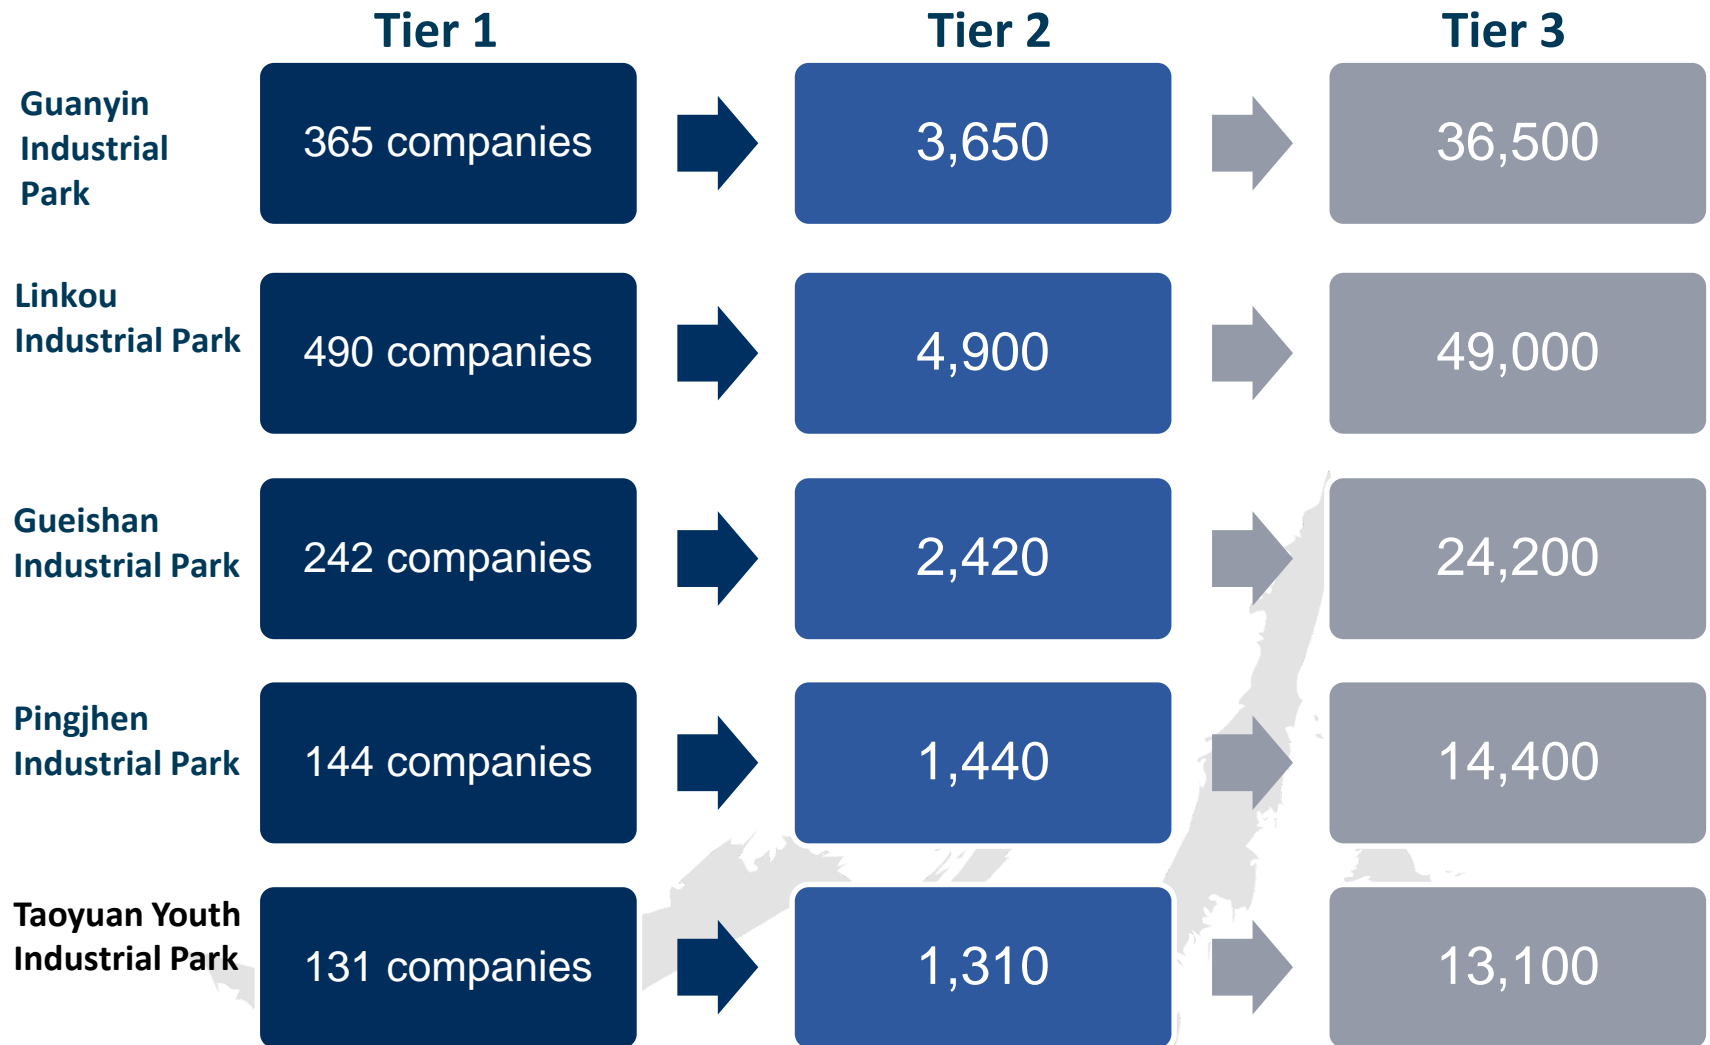 Tier 1
Tier 2
Tier 3
Guanyin
Industrial
Park
365 companies
3,650
36,500
Linkou
Industrial Park
490 companies
4,900
49,000
Gueishan
Industrial Park
242 companies
2,420
24,200
Pingjhen
Industrial Park
144 companies
1,440
14,400
Taoyuan Youth
Industrial Park
131 companies
1,310
13,100